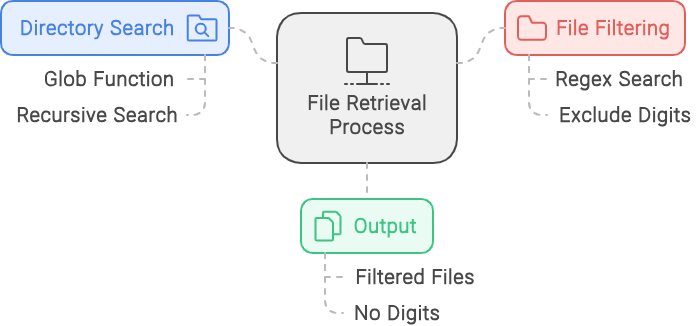 Directory Search
Glob Function
Recursive Search
File Retrieval
Process
File Filtering
Regex Search
Exclude Digits
Output
Filtered Files
No Digits